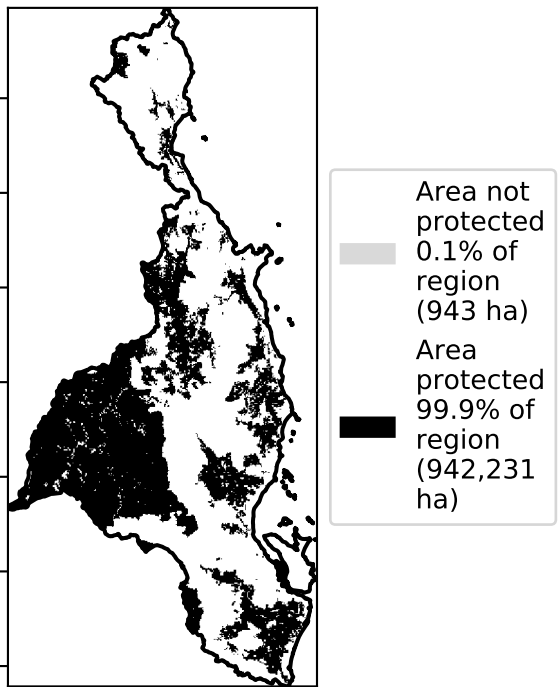 Area not
protected
0.1% of
region
(943 ha)
Area
protected
99.9% of
region
(942,231
ha)